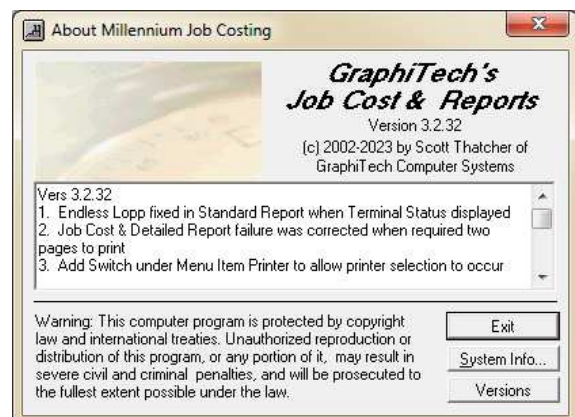 About Millennium Job Costing
GraphiTech's
Job Cost & Reports
Version 3.2.32
(c) 2002-2023 by Scott Thatcher of
GraphiTech Computer Systems
Vers 3.2.32
1. Endless Lopp fixed in Standard Report when Terminal Status displayed
2. Job Cost & Detailed Report failure was corrected when required two
pages to print
3. Add Switch under Menu Item Printer to allow printer selection to occur
Warning: This computer program is protected by copyright
law and international treaties. Unauthorized reproduction or
distribution of this program, or any portion of it, may result in
severe civil and criminal penalties, and will be prosecuted to
the fullest extent possible under the law.
Exit
System Info...
Versions